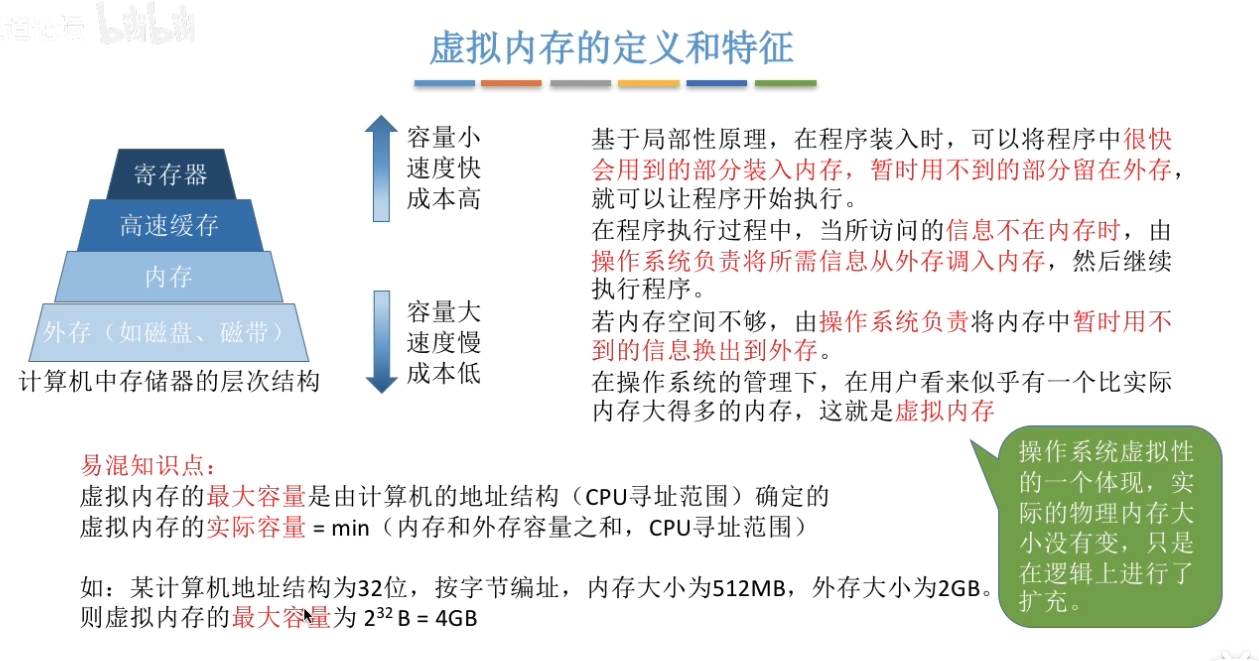 bilibili
虚拟内存的定义和特征
寄存器
高速缓存
内存
外存（如磁盘、磁带）
计算机中存储器的层次结构
容量小
速度快
成本高
容量大
速度慢
成本低
基于局部性原理，在程序装入时，可以将程序中很快
会用到的部分装入内存，暂时用不到的部分留在外存，
就可以让程序开始执行。
在程序执行过程中，当所访问的信息不在内存时，由
操作系统负责将所需信息从外存调入内存，然后继续
执行程序。
若内存空间不够，由操作系统负责将内存中暂时用不
到的信息换出到外存。
在操作系统的管理下，在用户看来似乎有一个比实际
内存大得多的内存，这就是虚拟内存
操作系统虚拟性
的一个体现，实
际的物理内存大
小没有变，只是
在逻辑上进行了
扩充。
易混知识点：
虚拟内存的最大容量是由计算机的地址结构（CPU寻址范围）确定的
虚拟内存的实际容量 = min（内存和外存容量之和，CPU寻址范围）
如：某计算机地址结构为32位，按字节编址，内存大小为512MB，外存大小为2GB。
则虚拟内存的最大容量为 2³² B = 4GB